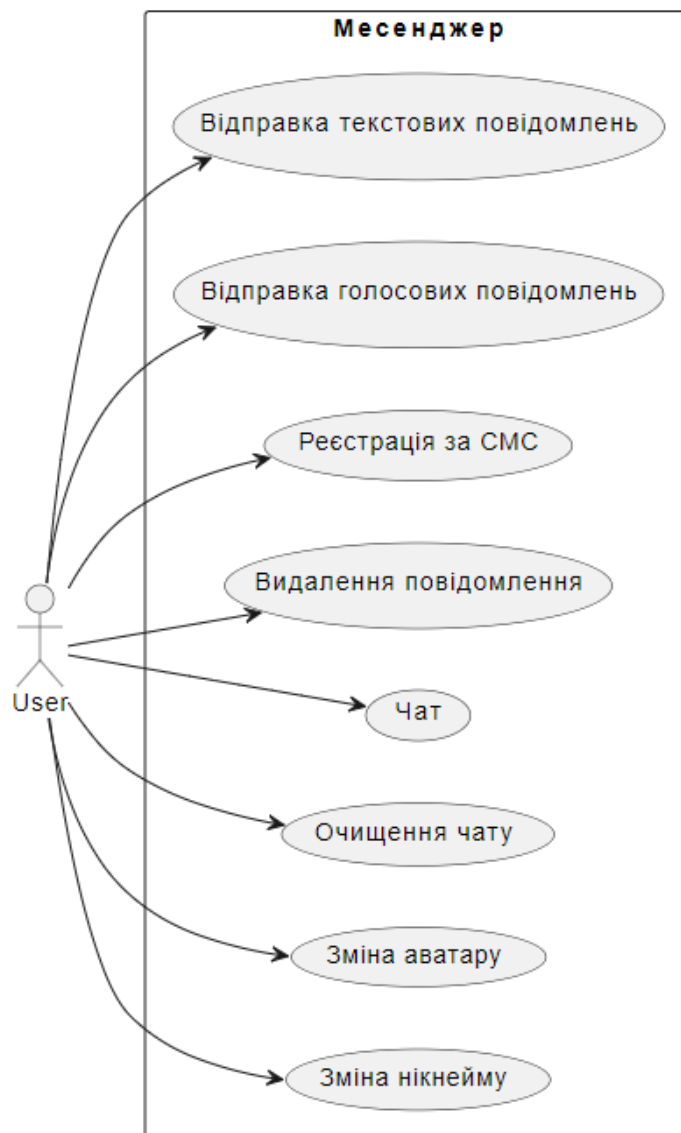 Месенджер
Відправка текстових повідомлень
Відправка голосових повідомлень
Реєстрація за СМС
Видалення повідомлення
User
Чат
Очищення чату
Зміна аватару
Зміна нікнейму